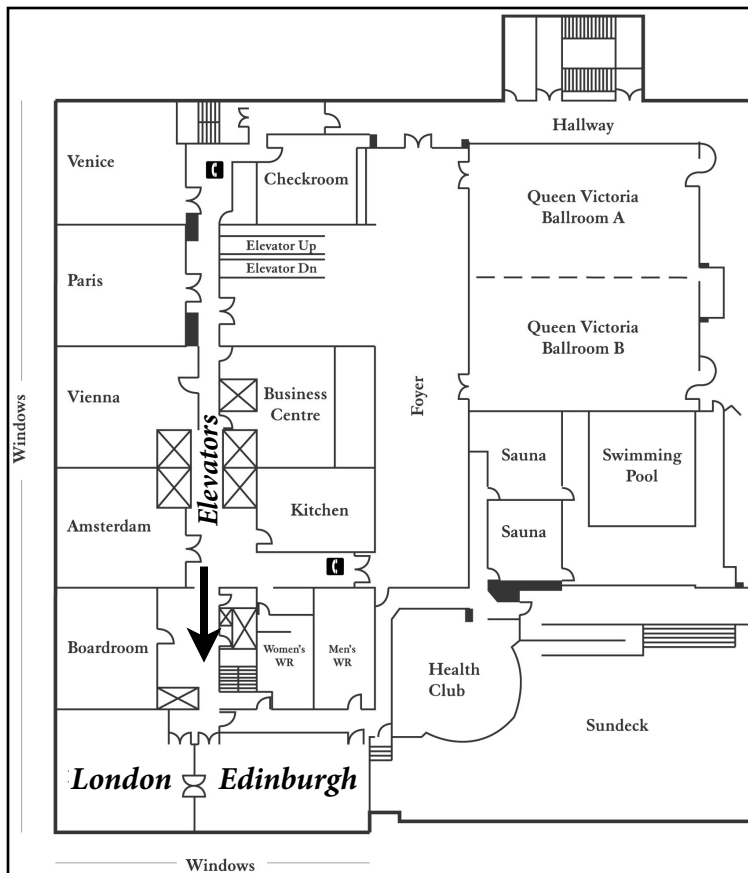 Hallway
Venice
Checkroom
Queen Victoria
Ballroom A
Elevator Up
Elevator Dn
Paris
Queen Victoria
Ballroom B
Vienna
Business
Centre
Foyer
Windows
Elevators
Sauna
Swimming
Pool
Amsterdam
Kitchen
Sauna
Boardroom
Women's
WR
Men's
WR
Health
Club
Sundeck
London
Edinburgh
Windows